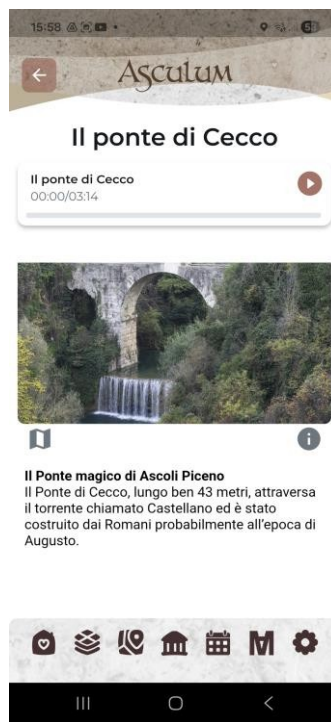 15:58
ASCULUM
Il ponte di Cecco
Il ponte di Cecco
00:00/03:14
Il Ponte magico di Ascoli Piceno
Il Ponte di Cecco, lungo ben 43 metri, attraversa
il torrente chiamato Castellano ed è stato
costruito dai Romani probabilmente all'epoca di
Augusto.